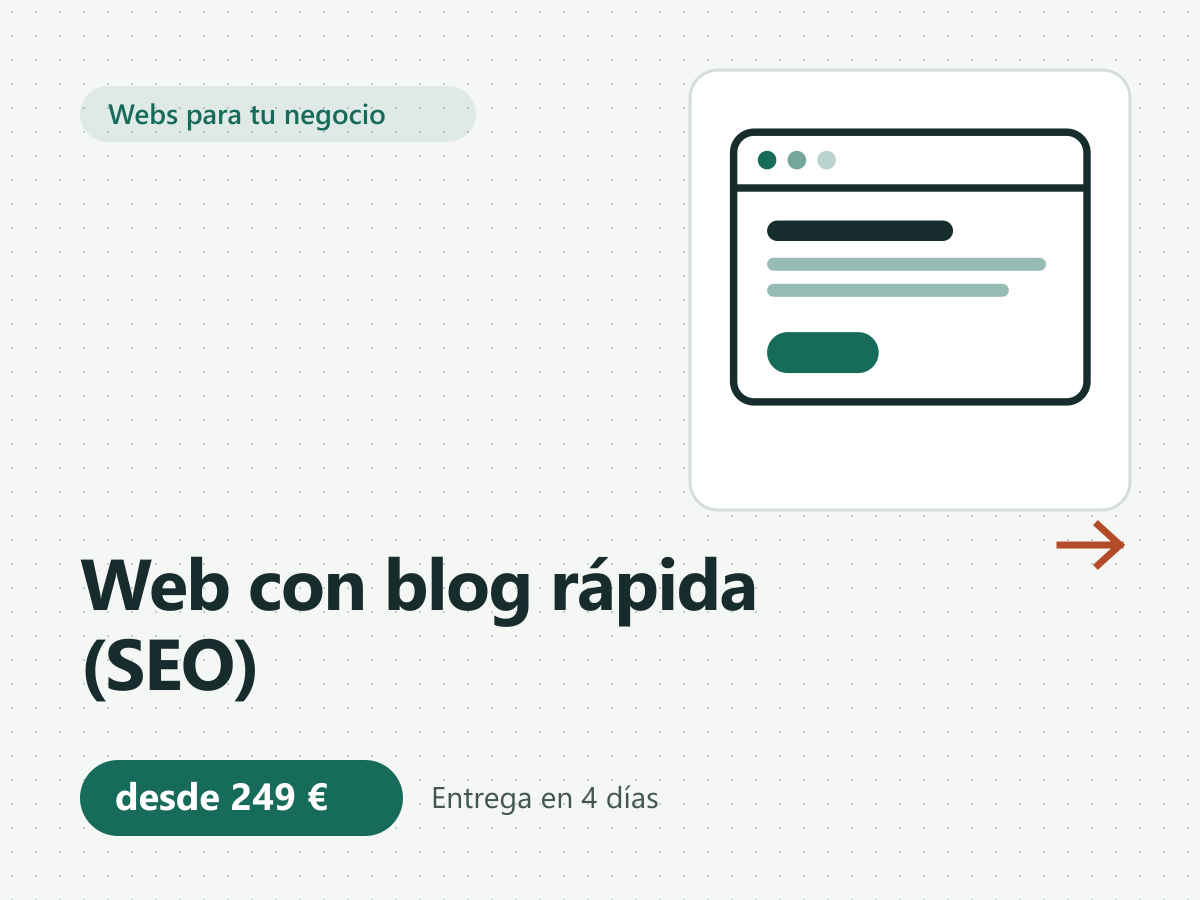 Webs para tu negocio
Web con blog rápida
(SEO)
desde 249 €
Entrega en 4 días